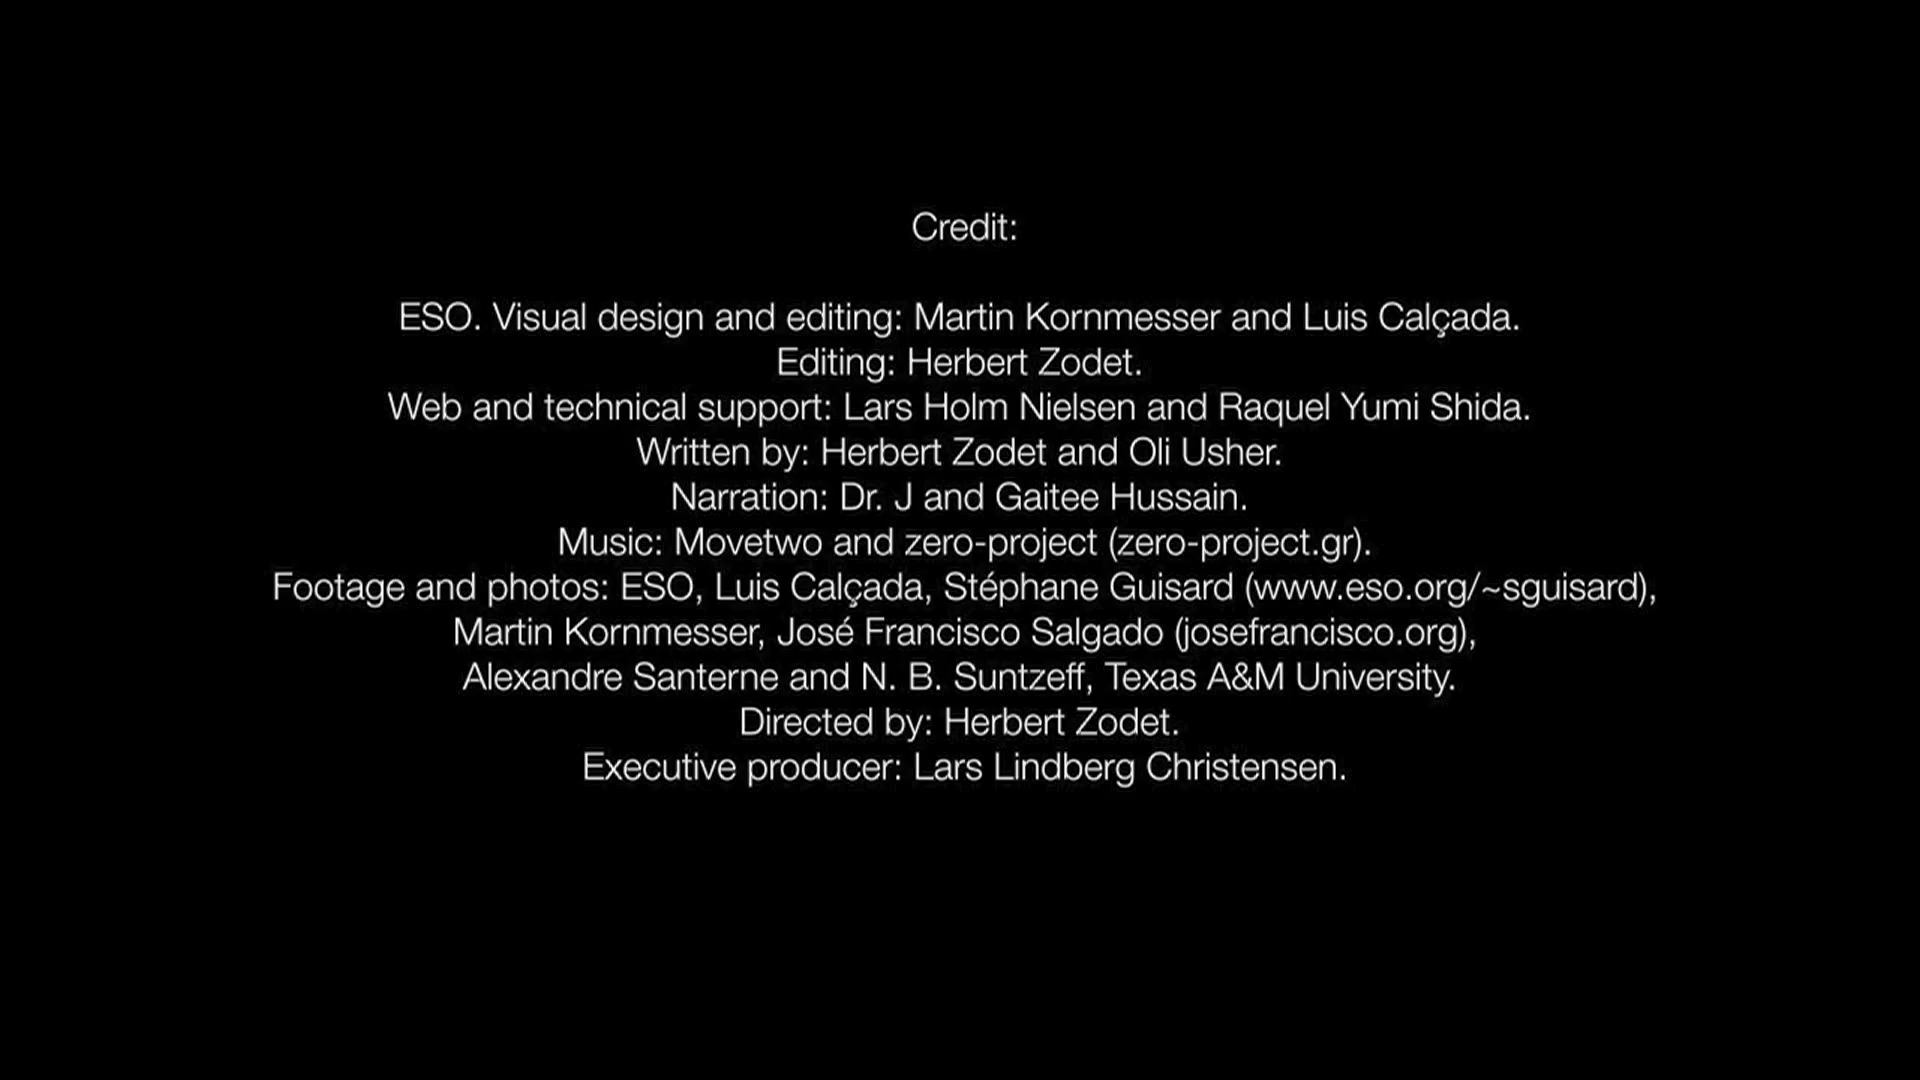 Credit:
ESO. Visual design and editing: Martin Kornmesser and Luis Calçada.
Editing: Herbert Zodet.
Web and technical support: Lars Holm Nielsen and Raquel Yumi Shida.
Written by: Herbert Zodet and Oli Usher.
Narration: Dr. J and Gaitee Hussain.
Music: Movetwo and zero-project (zero-project.gr).
Footage and photos: ESO, Luis Calçada, Stéphane Guisard (www.eso.org/~sguisard),
Martin Kornmesser, José Francisco Salgado (josefrancisco.org),
Alexandre Santerne and N. B. Suntzeff, Texas A&M University.
Directed by: Herbert Zodet.
Executive producer: Lars Lindberg Christensen.